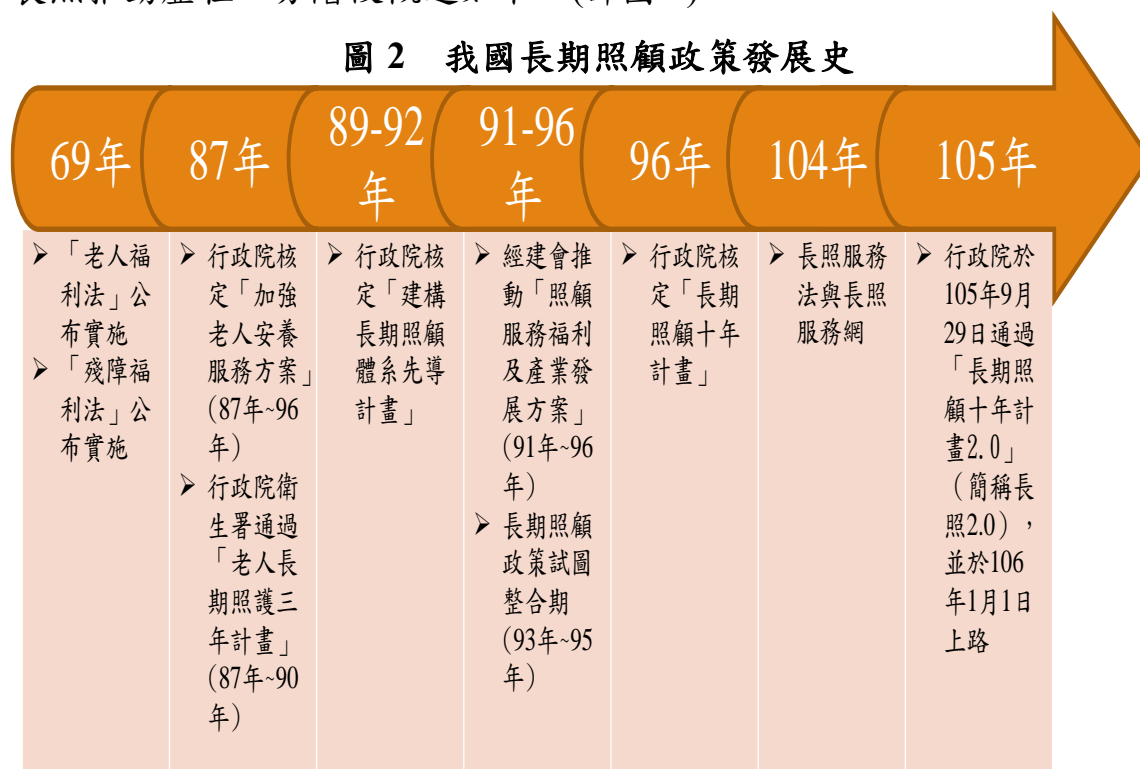 圖 2 我國長期照顧政策發展史
69年
87年
89-92
年
91-96
年
96年
104年
105年
➢ 「老人福
利法」公
布實施
➢ 「殘障福
利法」公
布實施
➢ 行政院核
定「加強
老人安養
服務方案」
(87年~96
年)
➢ 行政院衛
生署通過
「老人長
期照護三
年計畫」
(87年~90
年)
➢ 行政院核
定「建構
長期照顧
體系先導
計畫」
➢ 經建會推
動「照顧
服務福利
及產業發
展方案」
(91年~96
年)
➢ 長期照顧
政策試圖
整合期
(93年~95
年)
➢ 行政院核
定「長期
照顧十年
計畫」
➢ 長照服務
法與長照
服務網
➢ 行政院於
105年9月
29日通過
「長期照
顧十年計
畫2.0」
（簡稱長
照2.0），
並於106
年1月1日
上路